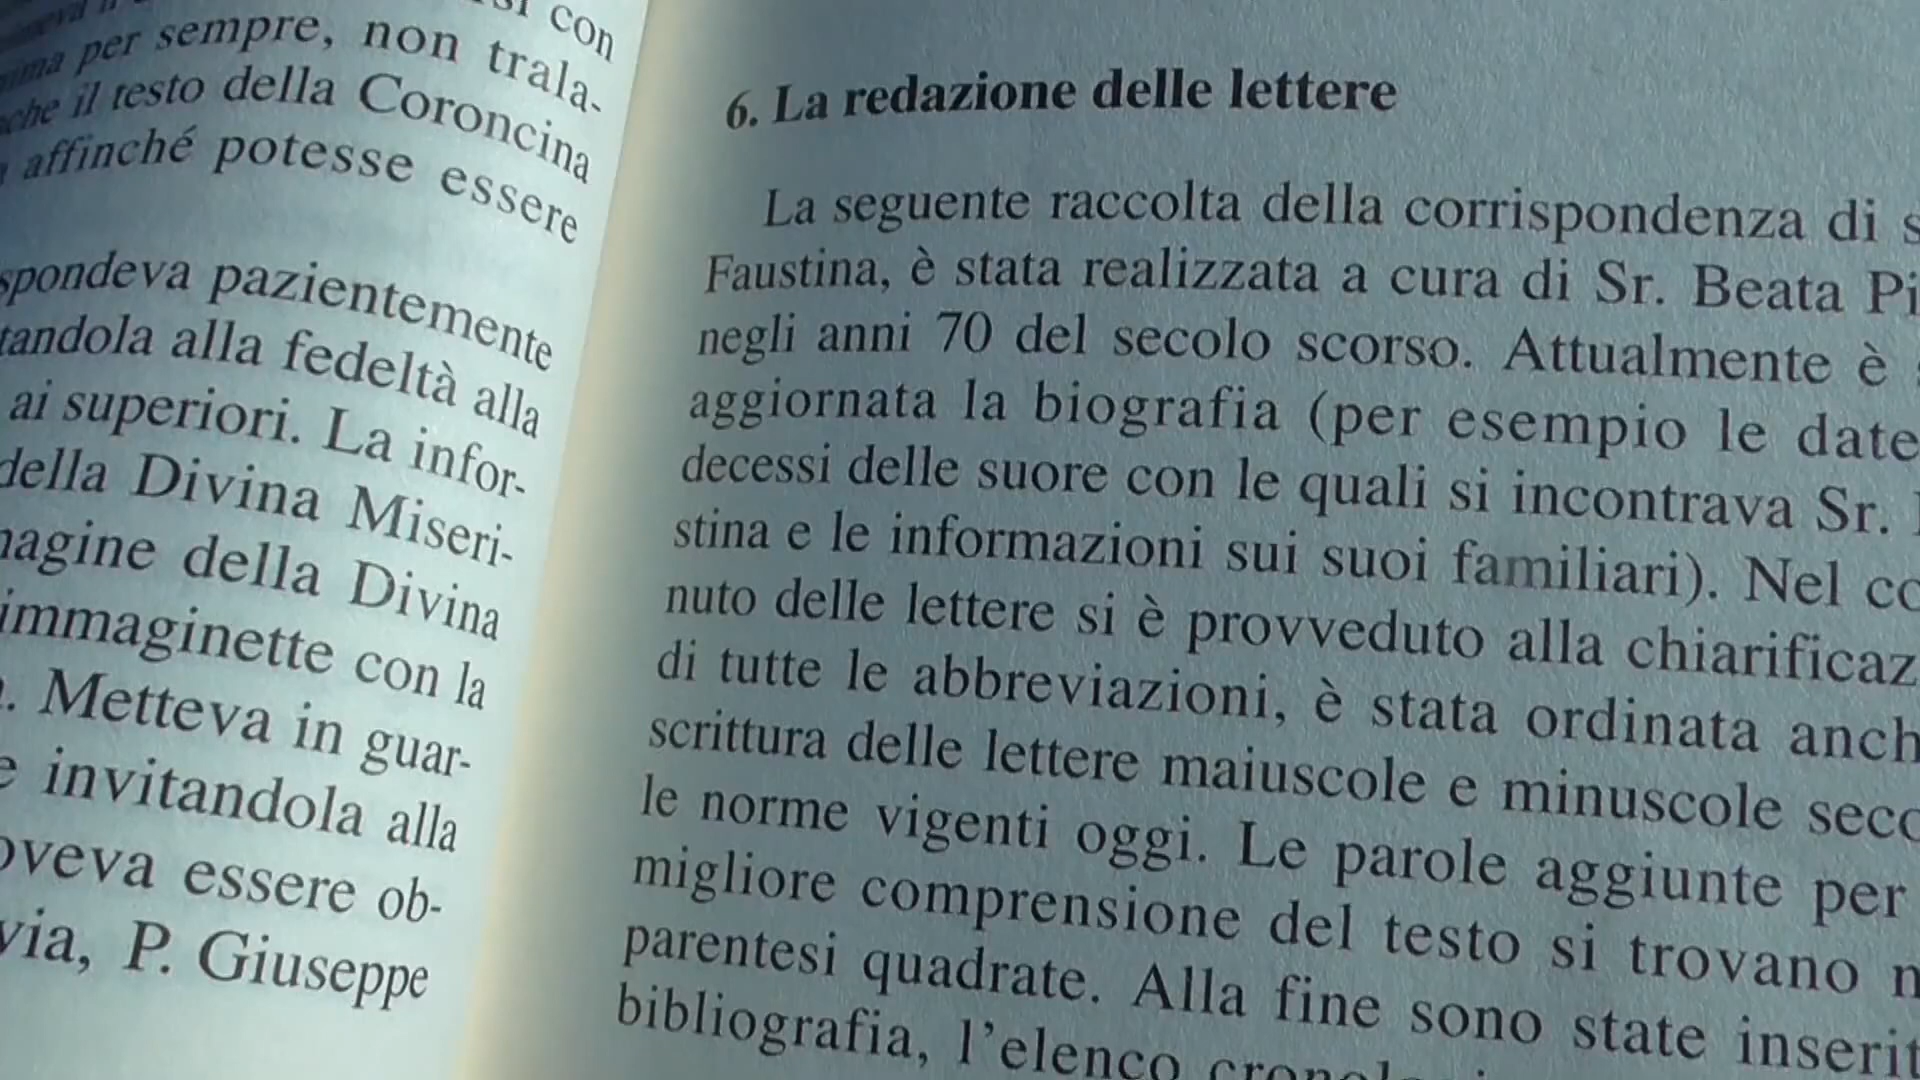 con
per sempre, non trala-
che il testo della Coroncina
affinché potesse essere
spondeva pazientemente
tandola alla fedeltà alla
ai superiori. La infor-
della Divina Miseri-
magine della Divina
immaginette con la
Metteva in guar-
e invitandola alla
oveva essere ob-
via, P. Giuseppe
6. La redazione delle lettere
La seguente raccolta della corrispondenza di s
Faustina, è stata realizzata a cura di Sr. Beata Pi
negli anni 70 del secolo scorso. Attualmente è
aggiornata la biografia (per esempio le date
decessi delle suore con le quali si incontrava Sr.
stina e le informazioni sui suoi familiari). Nel co
nuto delle lettere si è provveduto alla chiarificaz
di tutte le abbreviazioni, è stata ordinata anch
scrittura delle lettere maiuscole e minuscole seco
le norme vigenti oggi. Le parole aggiunte per
migliore comprensione del testo si trovano n
parentesi quadrate. Alla fine sono state inserit
bibliografia, l'elenco